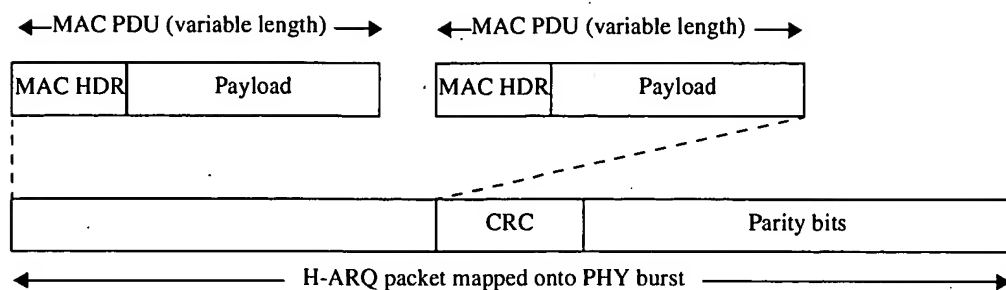 MAC PDU (variable length)
MAC PDU (variable length)
MAC HDR
Payload
MAC HDR
Payload
CRC
Parity bits
H-ARQ packet mapped onto PHY burst